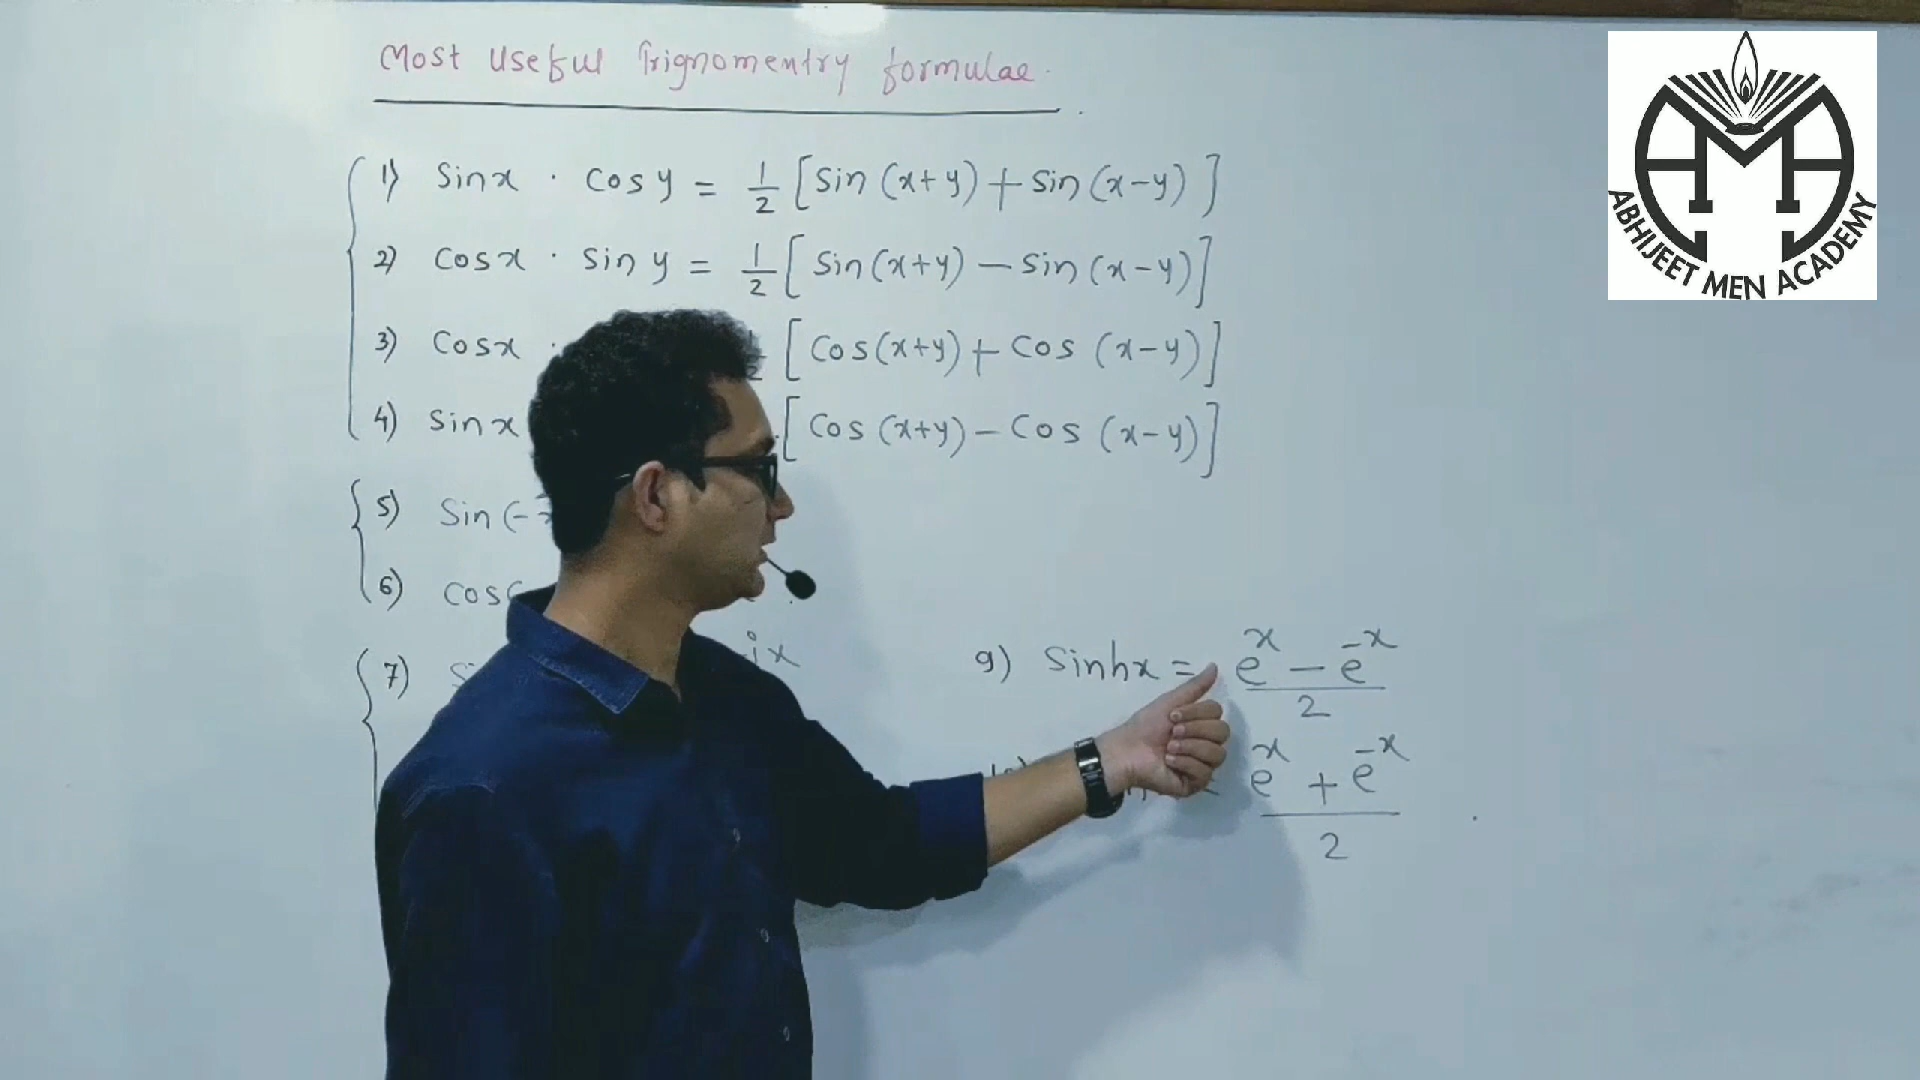 Most Useful Trignomentry formulae.
1) Sinx · Cosy = 1/2 [Sin (x+y) + Sin (x-y)]
2) Cosx · Siny = 1/2 [Sin (x+y) - Sin (x-y)]
3) Cosx · [Cos (x+y) + Cos (x-y)]
4) Sinx [Cos (x+y) - Cos (x-y)]
5) Sin (-
6) Cos(
7) ix
9) Sinhx = e^x - e^-x / 2
e^x + e^-x / 2
ABHIJEET MEN ACADEMY